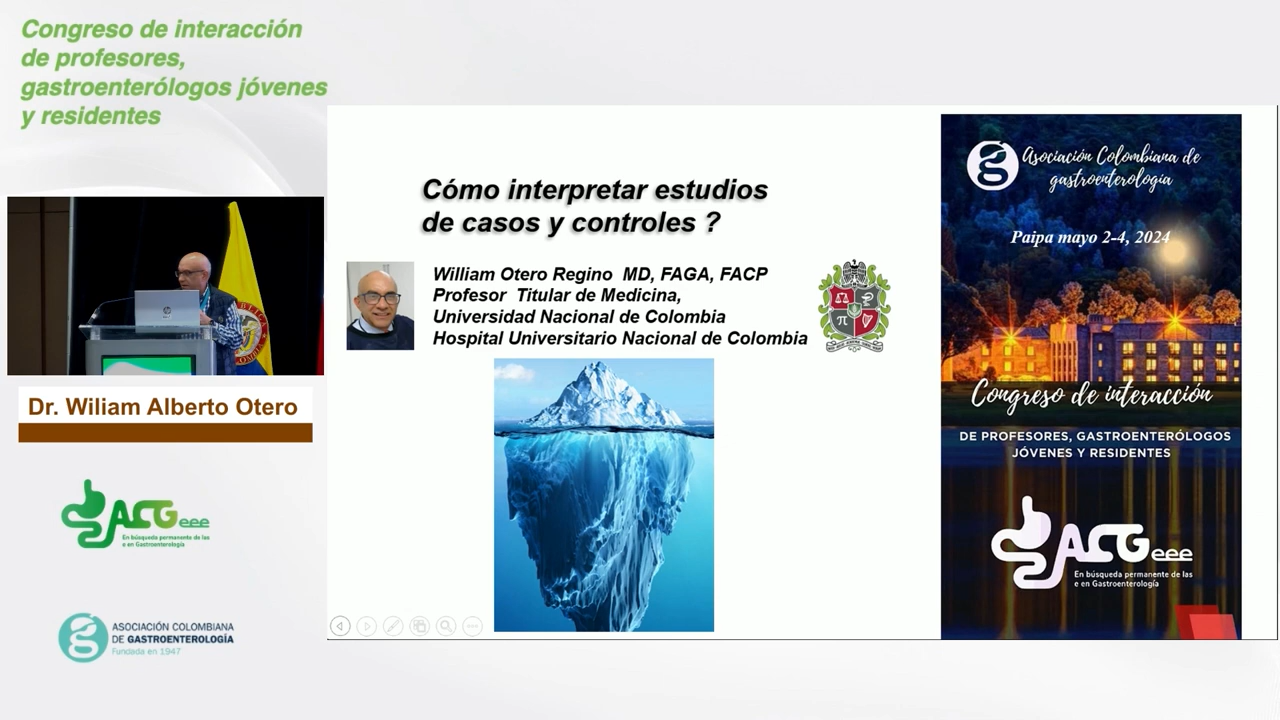 Congreso de interacción
de profesores,
gastroenterólogos jóvenes
y residentes
Dr. Wiliam Alberto Otero
ACGeee
En búsqueda permanente de las
e en Gastroenterología
ASOCIACIÓN COLOMBIANA
DE GASTROENTEROLOGÍA
Fundada en 1947
Cómo interpretar estudios
de casos y controles ?
William Otero Regino MD, FAGA, FACP
Profesor Titular de Medicina,
Universidad Nacional de Colombia
Hospital Universitario Nacional de Colombia
Asociación Colombiana de
gastroenterología
Paipa mayo 2-4, 2024
Congreso de interacción
DE PROFESORES, GASTROENTERÓLOGOS
JÓVENES Y RESIDENTES
ACGeee
En búsqueda permanente de las
e en Gastroenterología